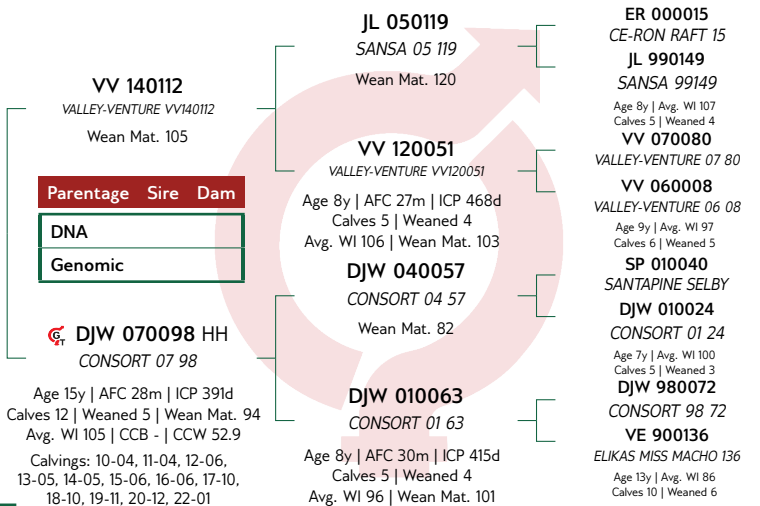 VV 140112
VALLEY-VENTURE VV140112
Wean Mat. 105
Parentage Sire Dam
DNA
Genomic
GT DJW 070098 HH
CONSORT 07 98
Age 15y | AFC 28m | ICP 391d
Calves 12 | Weaned 5 | Wean Mat. 94
Avg. WI 105 | CCB - | CCW 52.9
Calvings: 10-04, 11-04, 12-06,
13-05, 14-05, 15-06, 16-06, 17-10,
18-10, 19-11, 20-12, 22-01
JL 050119
SANSA 05 119
Wean Mat. 120
VV 120051
VALLEY-VENTURE VV120051
Age 8y | AFC 27m | ICP 468d
Calves 5 | Weaned 4
Avg. WI 106 | Wean Mat. 103
DJW 040057
CONSORT 04 57
Wean Mat. 82
DJW 010063
CONSORT 01 63
Age 8y | AFC 30m | ICP 415d
Calves 5 | Weaned 4
Avg. WI 96 | Wean Mat. 101
ER 000015
CE-RON RAFT 15
JL 990149
SANSA 99149
Age 8y | Avg. WI 107
Calves 5 | Weaned 4
VV 070080
VALLEY-VENTURE 07 80
VV 060008
VALLEY-VENTURE 06 08
Age 9y | Avg. WI 97
Calves 6 | Weaned 5
SP 010040
SANTAPINE SELBY
DJW 010024
CONSORT 01 24
Age 7y | Avg. WI 100
Calves 5 | Weaned 3
DJW 980072
CONSORT 98 72
VE 900136
ELIKAS MISS MACHO 136
Age 13y | Avg. WI 86
Calves 10 | Weaned 6